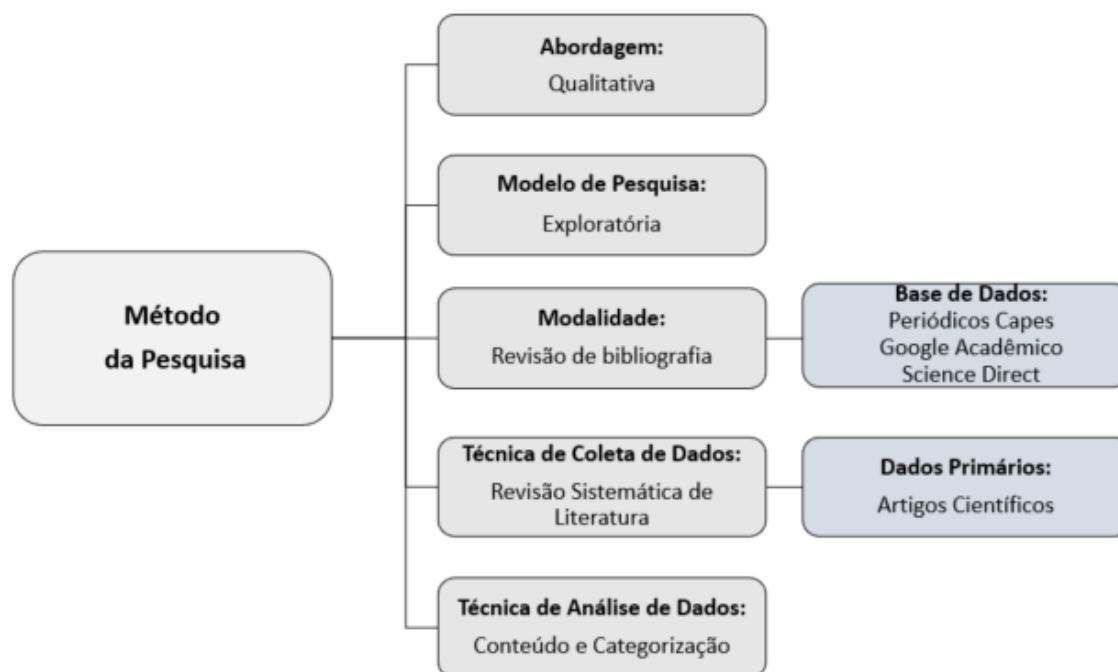 Abordagem:
Qualitativa
Modelo de Pesquisa:
Exploratória
Método
da Pesquisa
Modalidade:
Revisão de bibliografia
Base de Dados:
Periódicos Capes
Google Acadêmico
Science Direct
Técnica de Coleta de Dados:
Revisão Sistemática de
Literatura
Dados Primários:
Artigos Científicos
Técnica de Análise de Dados:
Conteúdo e Categorização